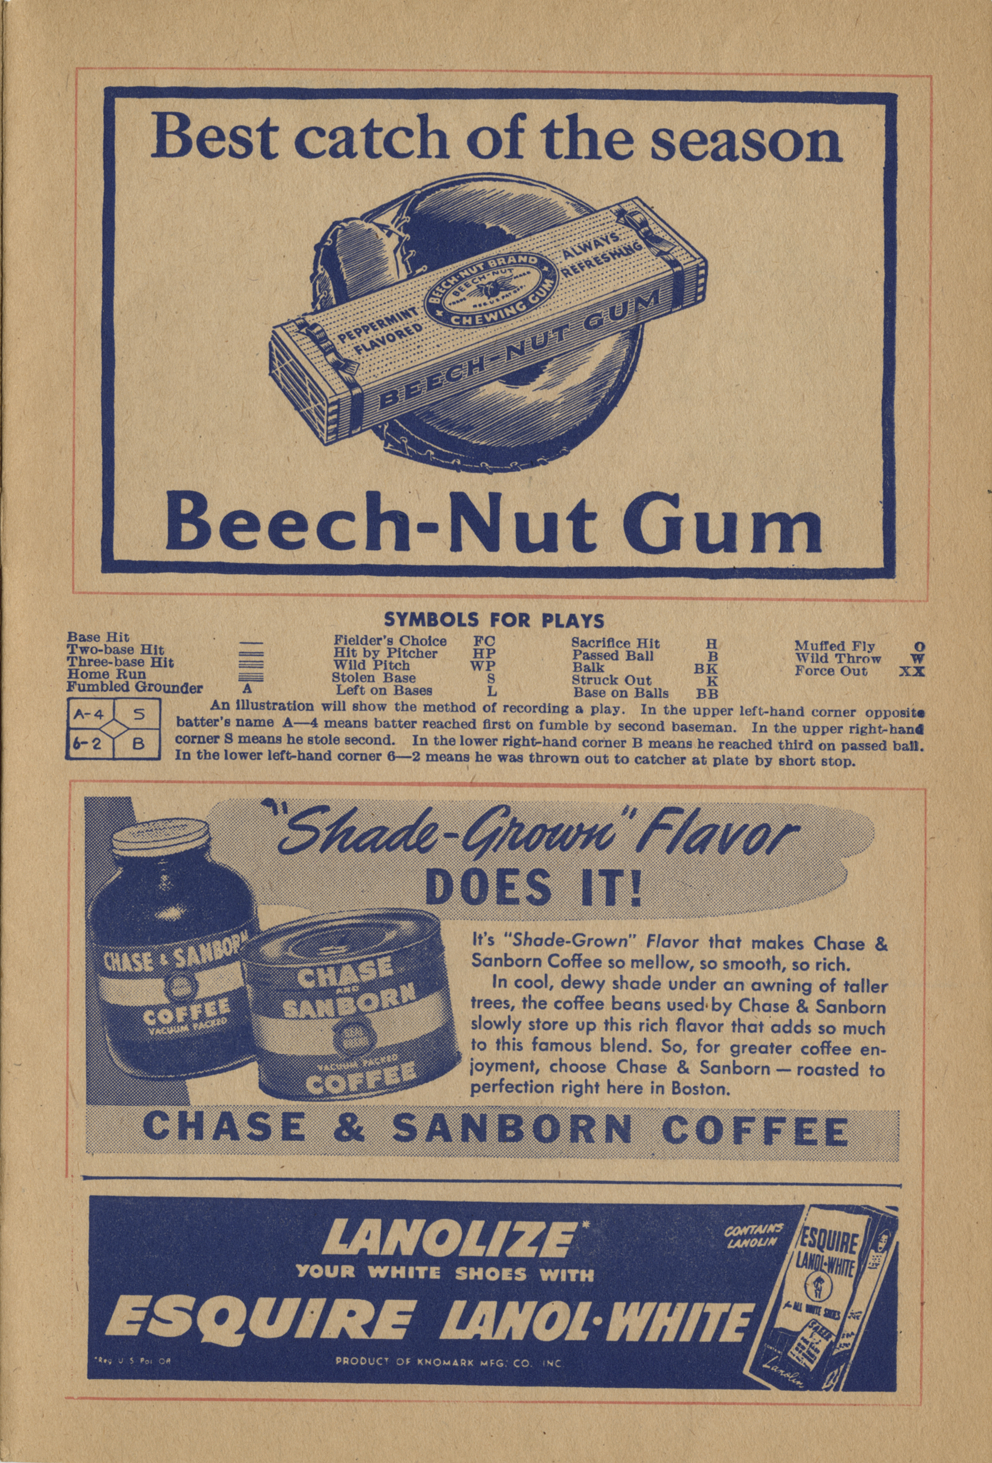 Best catch of the season
PEPPERMINT FLAVORED
BEECH-NUT BRAND
BEECH-NUT
CHEWING GUM
ALWAYS REFRESHING
BEECH-NUT GUM
Beech-Nut Gum
SYMBOLS FOR PLAYS
Base Hit
Two-base Hit
Three-base Hit
Home Run
Fumbled Grounder A
Fielder's Choice FC
Hit by Pitcher HP
Wild Pitch WP
Stolen Base S
Left on Bases L
Sacrifice Hit H
Passed Ball B
Balk BK
Struck Out K
Base on Balls BB
Muffed Fly O
Wild Throw W
Force Out XX
A-4 S
6-2 B
An illustration will show the method of recording a play. In the upper left-hand corner opposite
batter's name A—4 means batter reached first on fumble by second baseman. In the upper right-hand
corner S means he stole second. In the lower right-hand corner B means he reached third on passed ball.
In the lower left-hand corner 6—2 means he was thrown out to catcher at plate by short stop.
"Shade-Grown" Flavor
DOES IT!
CHASE & SANBORN
COFFEE
VACUUM PACKED
CHASE
AND
SANBORN
VACUUM PACKED
COFFEE
It's "Shade-Grown" Flavor that makes Chase &
Sanborn Coffee so mellow, so smooth, so rich.
In cool, dewy shade under an awning of taller
trees, the coffee beans used by Chase & Sanborn
slowly store up this rich flavor that adds so much
to this famous blend. So, for greater coffee en-
joyment, choose Chase & Sanborn — roasted to
perfection right here in Boston.
CHASE & SANBORN COFFEE
LANOLIZE*
YOUR WHITE SHOES WITH
ESQUIRE LANOL·WHITE
*Reg. U.S. Pat. Off.
PRODUCT OF KNOMARK MFG. CO. INC.
CONTAINS
LANOLIN
ESQUIRE
LANOL-WHITE
for ALL WHITE SHOES
Lanolin